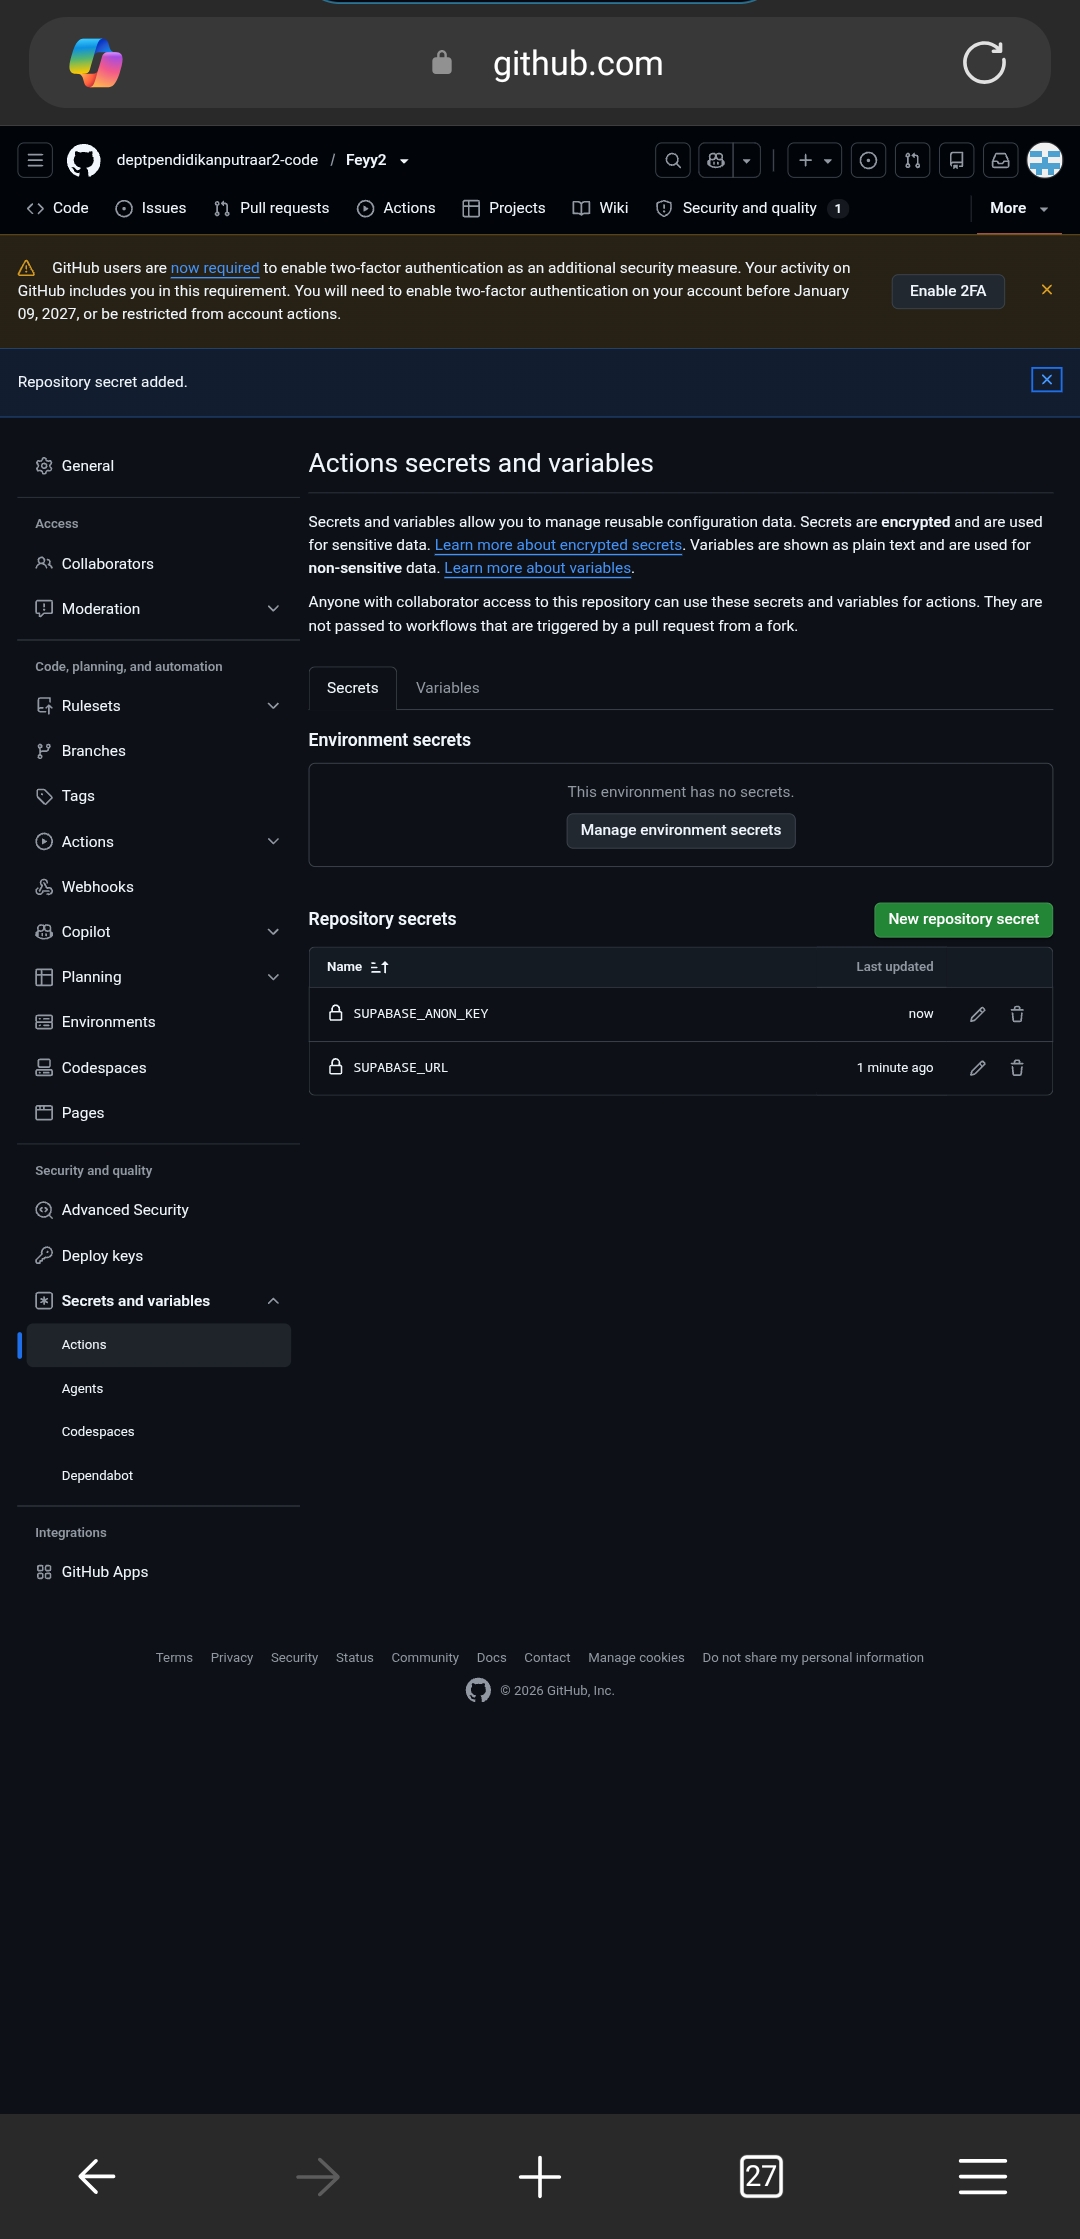 github.com
deptpendidikanputraar2-code / Feyy2
Code Issues Pull requests Actions Projects Wiki Security and quality 1 More
GitHub users are now required to enable two-factor authentication as an additional security measure. Your activity on
GitHub includes you in this requirement. You will need to enable two-factor authentication on your account before January
09, 2027, or be restricted from account actions.
Enable 2FA
Repository secret added.
General
Access
Collaborators
Moderation
Code, planning, and automation
Rulesets
Branches
Tags
Actions
Webhooks
Copilot
Planning
Environments
Codespaces
Pages
Security and quality
Advanced Security
Deploy keys
Secrets and variables
Actions
Agents
Codespaces
Dependabot
Integrations
GitHub Apps
Actions secrets and variables
Secrets and variables allow you to manage reusable configuration data. Secrets are encrypted and are used
for sensitive data. Learn more about encrypted secrets. Variables are shown as plain text and are used for
non-sensitive data. Learn more about variables.
Anyone with collaborator access to this repository can use these secrets and variables for actions. They are
not passed to workflows that are triggered by a pull request from a fork.
Secrets Variables
Environment secrets
This environment has no secrets.
Manage environment secrets
Repository secrets
New repository secret
Name Last updated
SUPABASE_ANON_KEY now
SUPABASE_URL 1 minute ago
Terms Privacy Security Status Community Docs Contact Manage cookies Do not share my personal information
© 2026 GitHub, Inc.
27